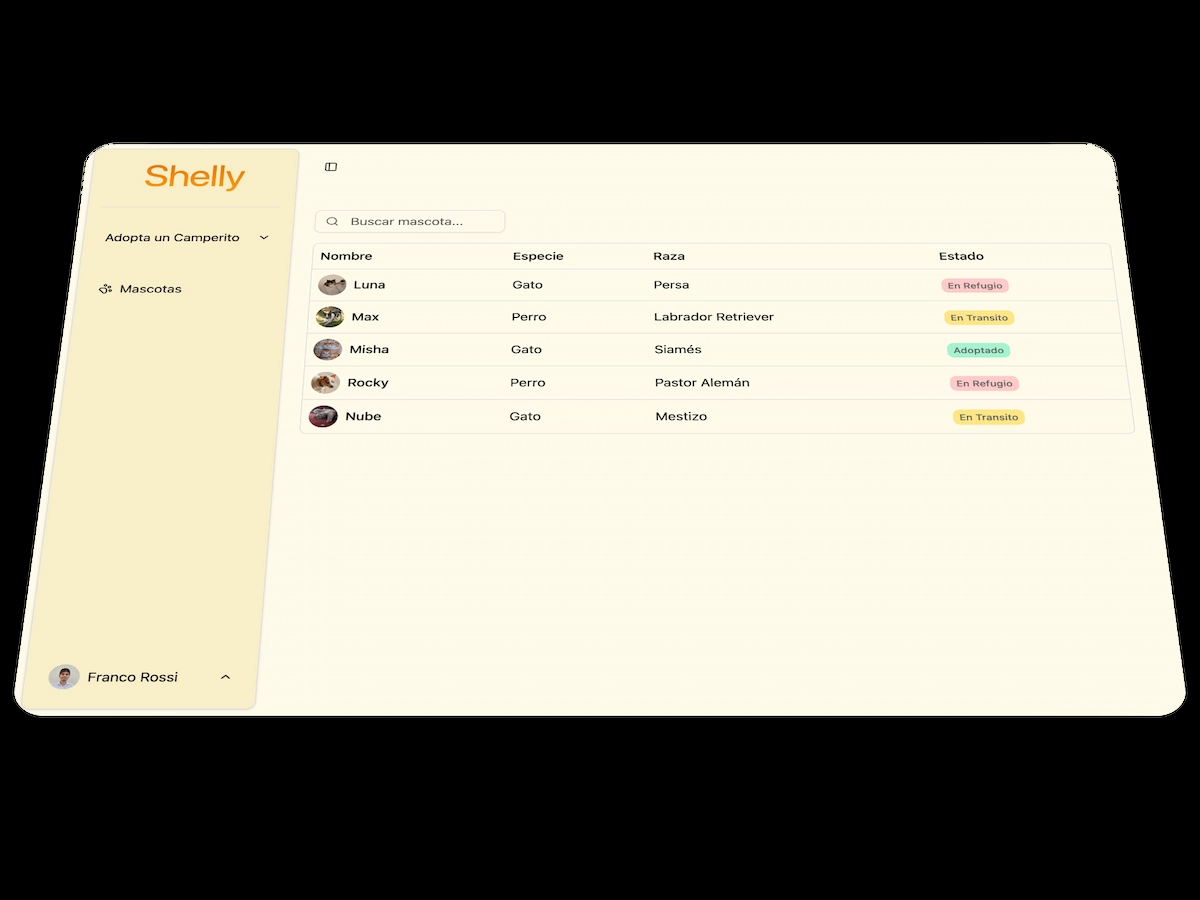 Shelly
Adopta un Camperito
Mascotas
Franco Rossi
Buscar mascota...
Nombre Especie Raza Estado
Luna Gato Persa En Refugio
Max Perro Labrador Retriever En Transito
Misha Gato Siamés Adoptado
Rocky Perro Pastor Alemán En Refugio
Nube Gato Mestizo En Transito